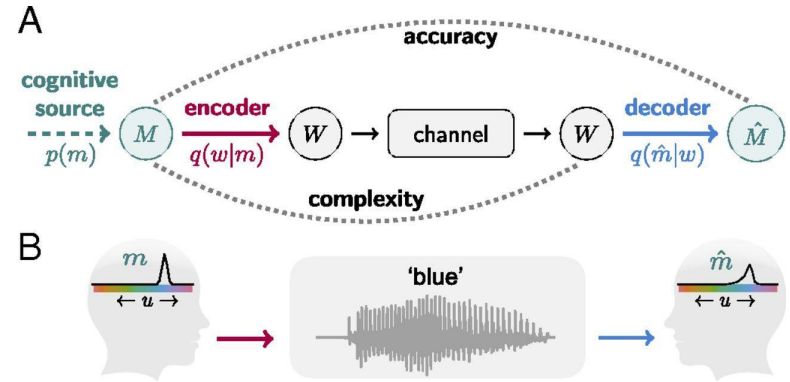 A
accuracy
cognitive
source
encoder
decoder
M
W
channel
W
M̂
p(m)
q(w|m)
q(m̂|w)
complexity
B
m
‘blue’
m̂
← u →
← u →